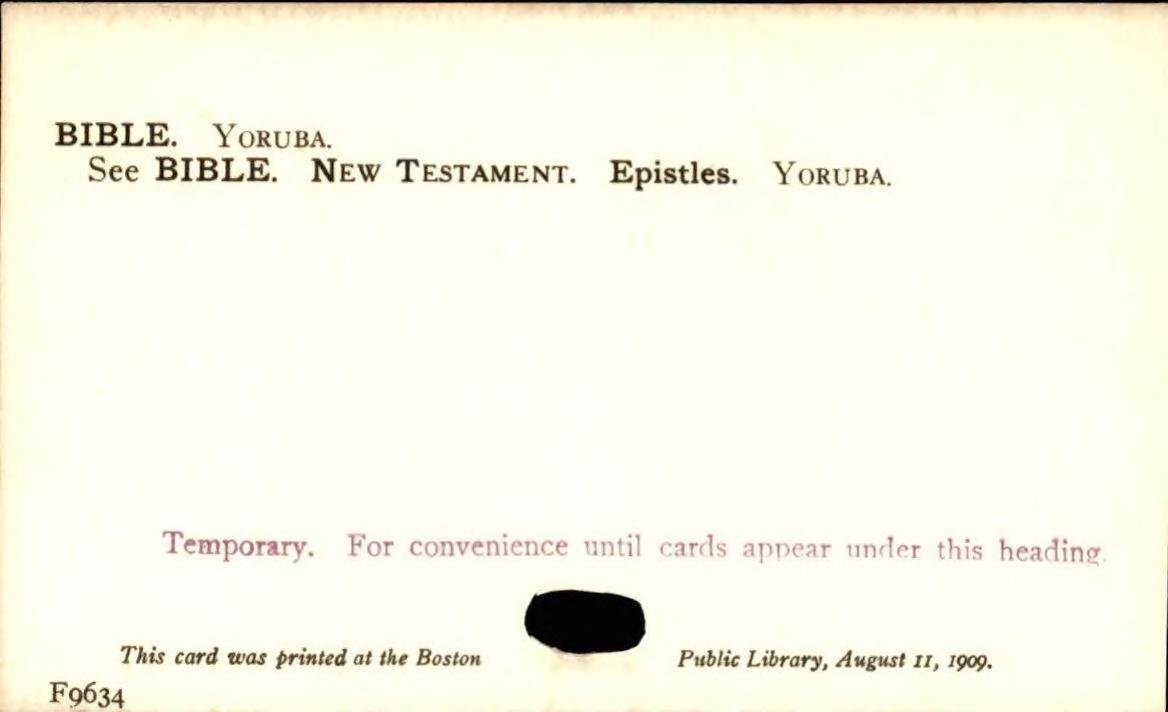 BIBLE. YORUBA.
See BIBLE. NEW TESTAMENT. Epistles. YORUBA.
Temporary. For convenience until cards appear under this heading.
This card was printed at the Boston Public Library, August 11, 1909.
F9634